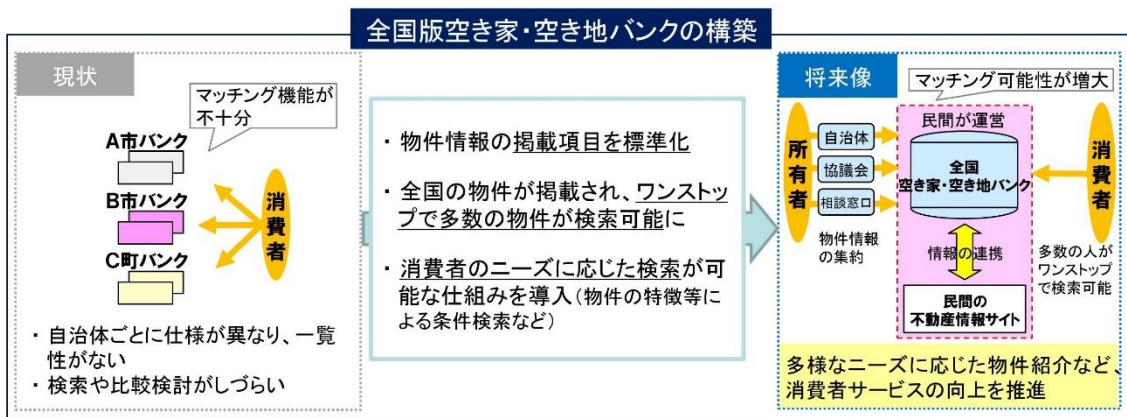 全国版空き家・空き地バンクの構築
現状
マッチング機能が
不十分
A市バンク
B市バンク
C町バンク
消費者
・自治体ごとに仕様が異なり、一覧
性がない
・検索や比較検討がしづらい
・物件情報の掲載項目を標準化
・全国の物件が掲載され、ワンストッ
プで多数の物件が検索可能に
・消費者のニーズに応じた検索が可
能な仕組みを導入（物件の特徴等に
よる条件検索など）
将来像
マッチング可能性が増大
所有者
自治体
協議会
相談窓口
物件情報
の集約
民間が運営
全国
空き家・空き地バンク
情報の連携
民間の
不動産情報サイト
消費者
多数の人が
ワンストップ
で検索可能
多様なニーズに応じた物件紹介など、
消費者サービスの向上を推進